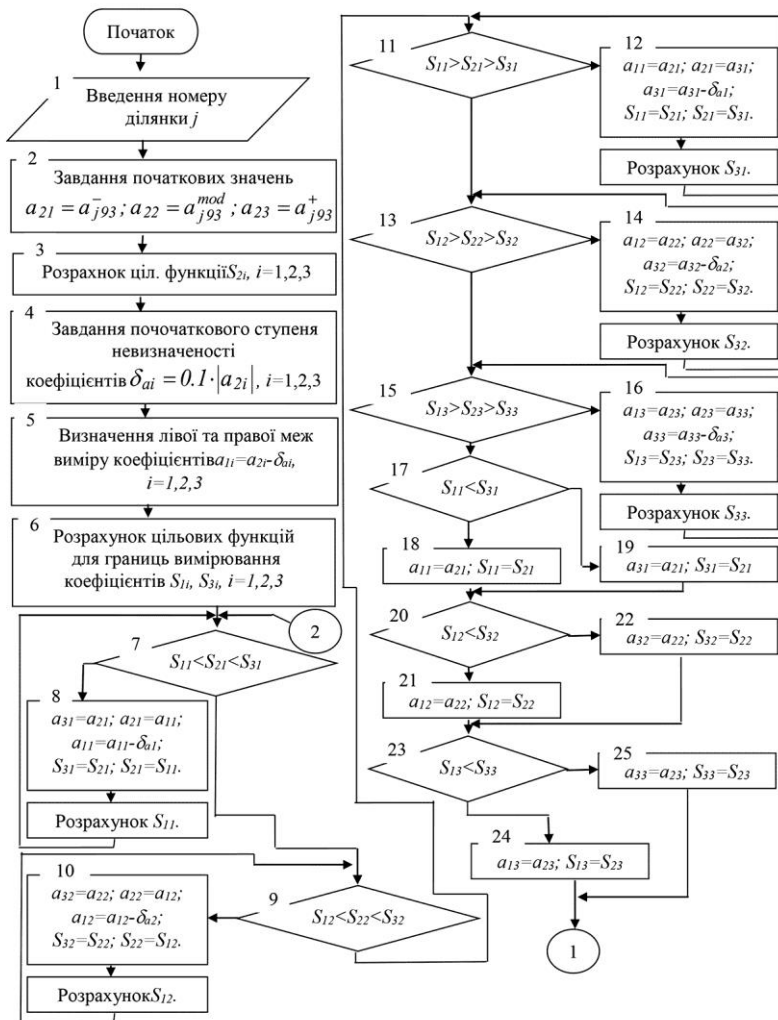 Початок
1
Введення номеру
ділянки j
2
Завдання початкових значень
a₂₁ = a⁻_{j93}; a₂₂ = a^{mod}_{j93}; a₂₃ = a⁺_{j93}
3
Розрахнок ціл. функціїS₂ᵢ, i=1,2,3
4
Завдання почочаткового ступеня
невизначеності
коефіцієнтів δₐᵢ = 0.1·|a₂ᵢ|, i=1,2,3
5
Визначення лівої та правої меж
виміру коефіцієнтівa₁ᵢ=a₂ᵢ-δₐᵢ,
i=1,2,3
6
Розрахунок цільових функцій
для границь вимірювання
коефіцієнтів S₁ᵢ, S₃ᵢ, i=1,2,3
2
7
S₁₁<S₂₁<S₃₁
8
a₃₁=a₂₁; a₂₁=a₁₁;
a₁₁=a₁₁-δₐ₁;
S₃₁=S₂₁; S₂₁=S₁₁.
Розрахунок S₁₁.
9
S₁₂<S₂₂<S₃₂
10
a₃₂=a₂₂; a₂₂=a₁₂;
a₁₂=a₁₂-δₐ₂;
S₃₂=S₂₂; S₂₂=S₁₂.
РозрахунокS₁₂.
11
S₁₁>S₂₁>S₃₁
12
a₁₁=a₂₁; a₂₁=a₃₁;
a₃₁=a₃₁-δₐ₁;
S₁₁=S₂₁; S₂₁=S₃₁.
Розрахунок S₃₁.
13
S₁₂>S₂₂>S₃₂
14
a₁₂=a₂₂; a₂₂=a₃₂;
a₃₂=a₃₂-δₐ₂;
S₁₂=S₂₂; S₂₂=S₃₂.
Розрахунок S₃₂.
15
S₁₃>S₂₃>S₃₃
16
a₁₃=a₂₃; a₂₃=a₃₃;
a₃₃=a₃₃-δₐ₃;
S₁₃=S₂₃; S₂₃=S₃₃.
Розрахунок S₃₃.
17
S₁₁<S₃₁
18
a₁₁=a₂₁; S₁₁=S₂₁
19
a₃₁=a₂₁; S₃₁=S₂₁
20
S₁₂<S₃₂
21
a₁₂=a₂₂; S₁₂=S₂₂
22
a₃₂=a₂₂; S₃₂=S₂₂
23
S₁₃<S₃₃
24
a₁₃=a₂₃; S₁₃=S₂₃
25
a₃₃=a₂₃; S₃₃=S₂₃
1